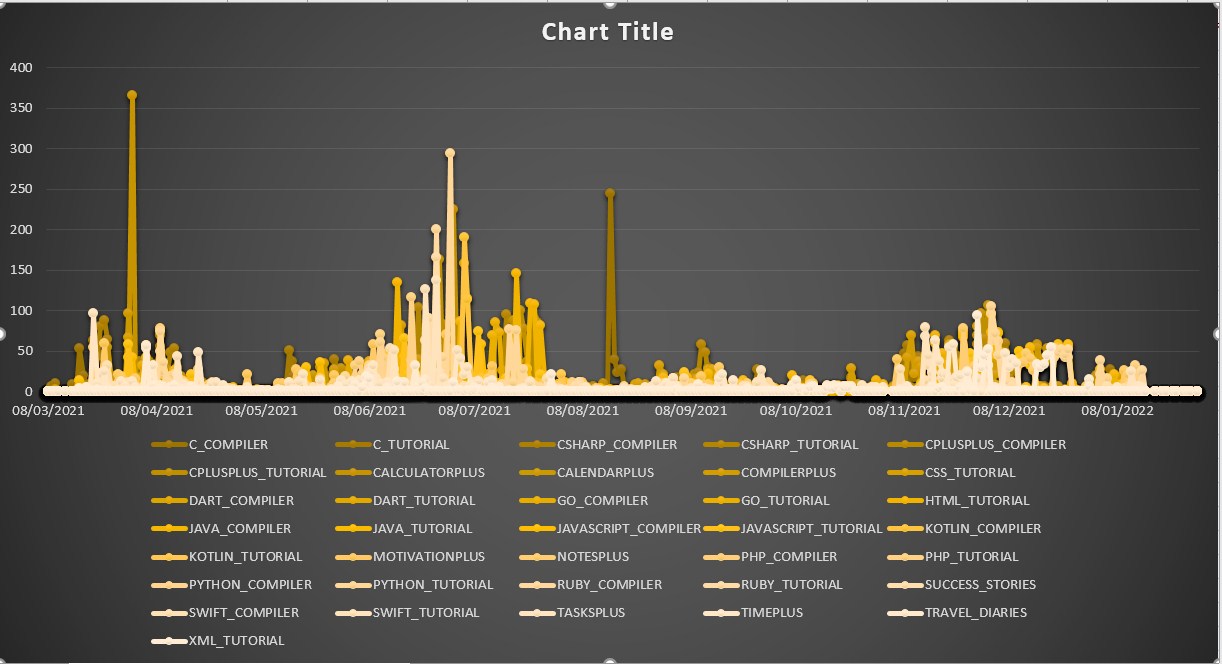 Chart Title
400
350
300
250
200
150
100
50
0
08/03/2021 08/04/2021 08/05/2021 08/06/2021 08/07/2021 08/08/2021 08/09/2021 08/10/2021 08/11/2021 08/12/2021 08/01/2022
C_COMPILER C_TUTORIAL CSHARP_COMPILER CSHARP_TUTORIAL CPLUSPLUS_COMPILER
CPLUSPLUS_TUTORIAL CALCULATORPLUS CALENDARPLUS COMPILERPLUS CSS_TUTORIAL
DART_COMPILER DART_TUTORIAL GO_COMPILER GO_TUTORIAL HTML_TUTORIAL
JAVA_COMPILER JAVA_TUTORIAL JAVASCRIPT_COMPILER JAVASCRIPT_TUTORIAL KOTLIN_COMPILER
KOTLIN_TUTORIAL MOTIVATIONPLUS NOTESPLUS PHP_COMPILER PHP_TUTORIAL
PYTHON_COMPILER PYTHON_TUTORIAL RUBY_COMPILER RUBY_TUTORIAL SUCCESS_STORIES
SWIFT_COMPILER SWIFT_TUTORIAL TASKSPLUS TIMEPLUS TRAVEL_DIARIES
XML_TUTORIAL